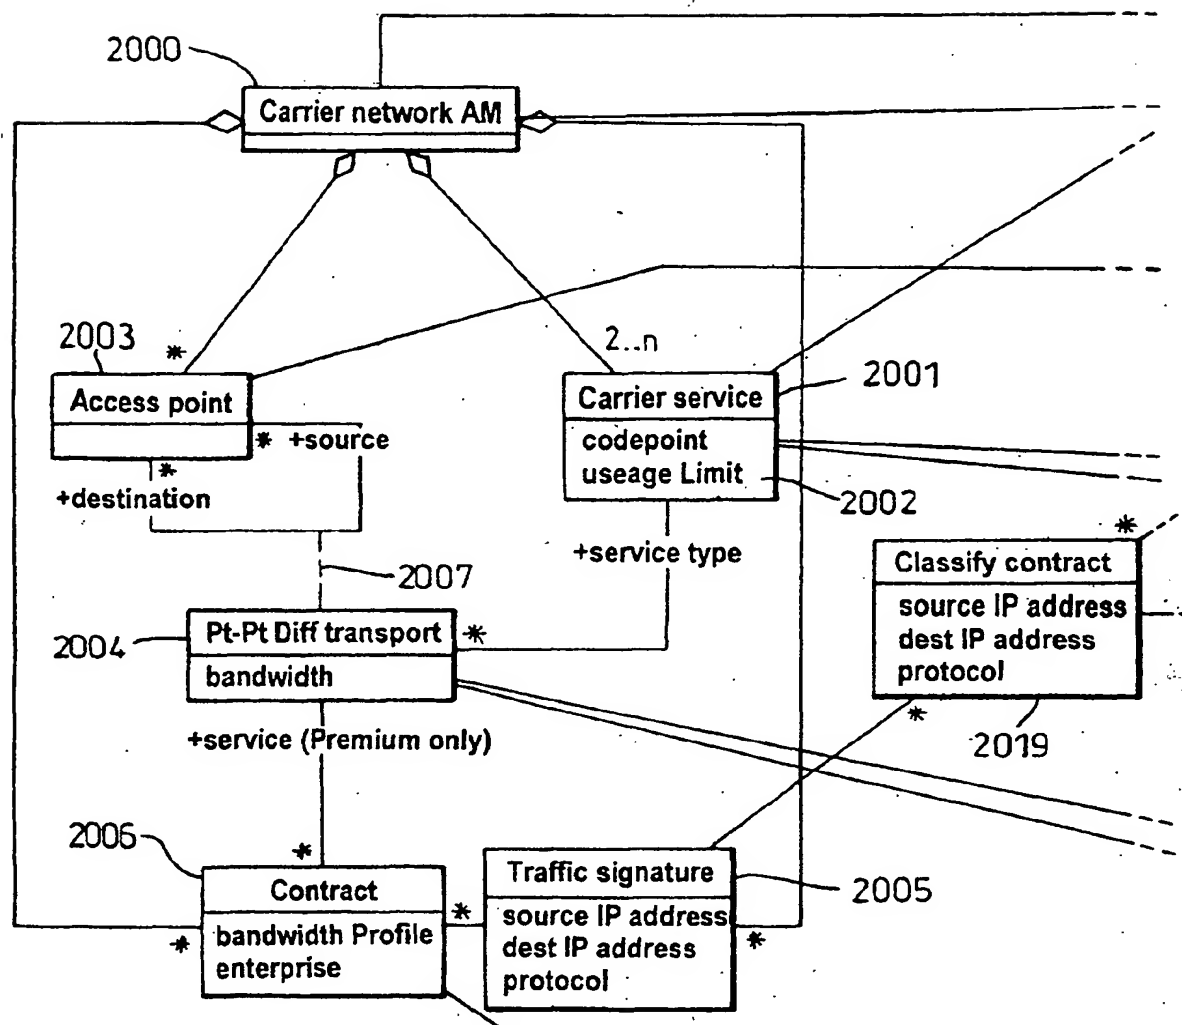 2000
Carrier network AM
2003
*
2..n
2001
Access point
Carrier service
* +source
codepoint
*
useage Limit
+destination
2002
*
+service type
Classify contract
2007
source IP address
Pt-Pt Diff transport
*
dest IP address
2004
bandwidth
protocol
*
+service (Premium only)
2019
2006
*
Traffic signature
Contract
2005
*
source IP address
bandwidth Profile
*
*
dest IP address
enterprise
protocol